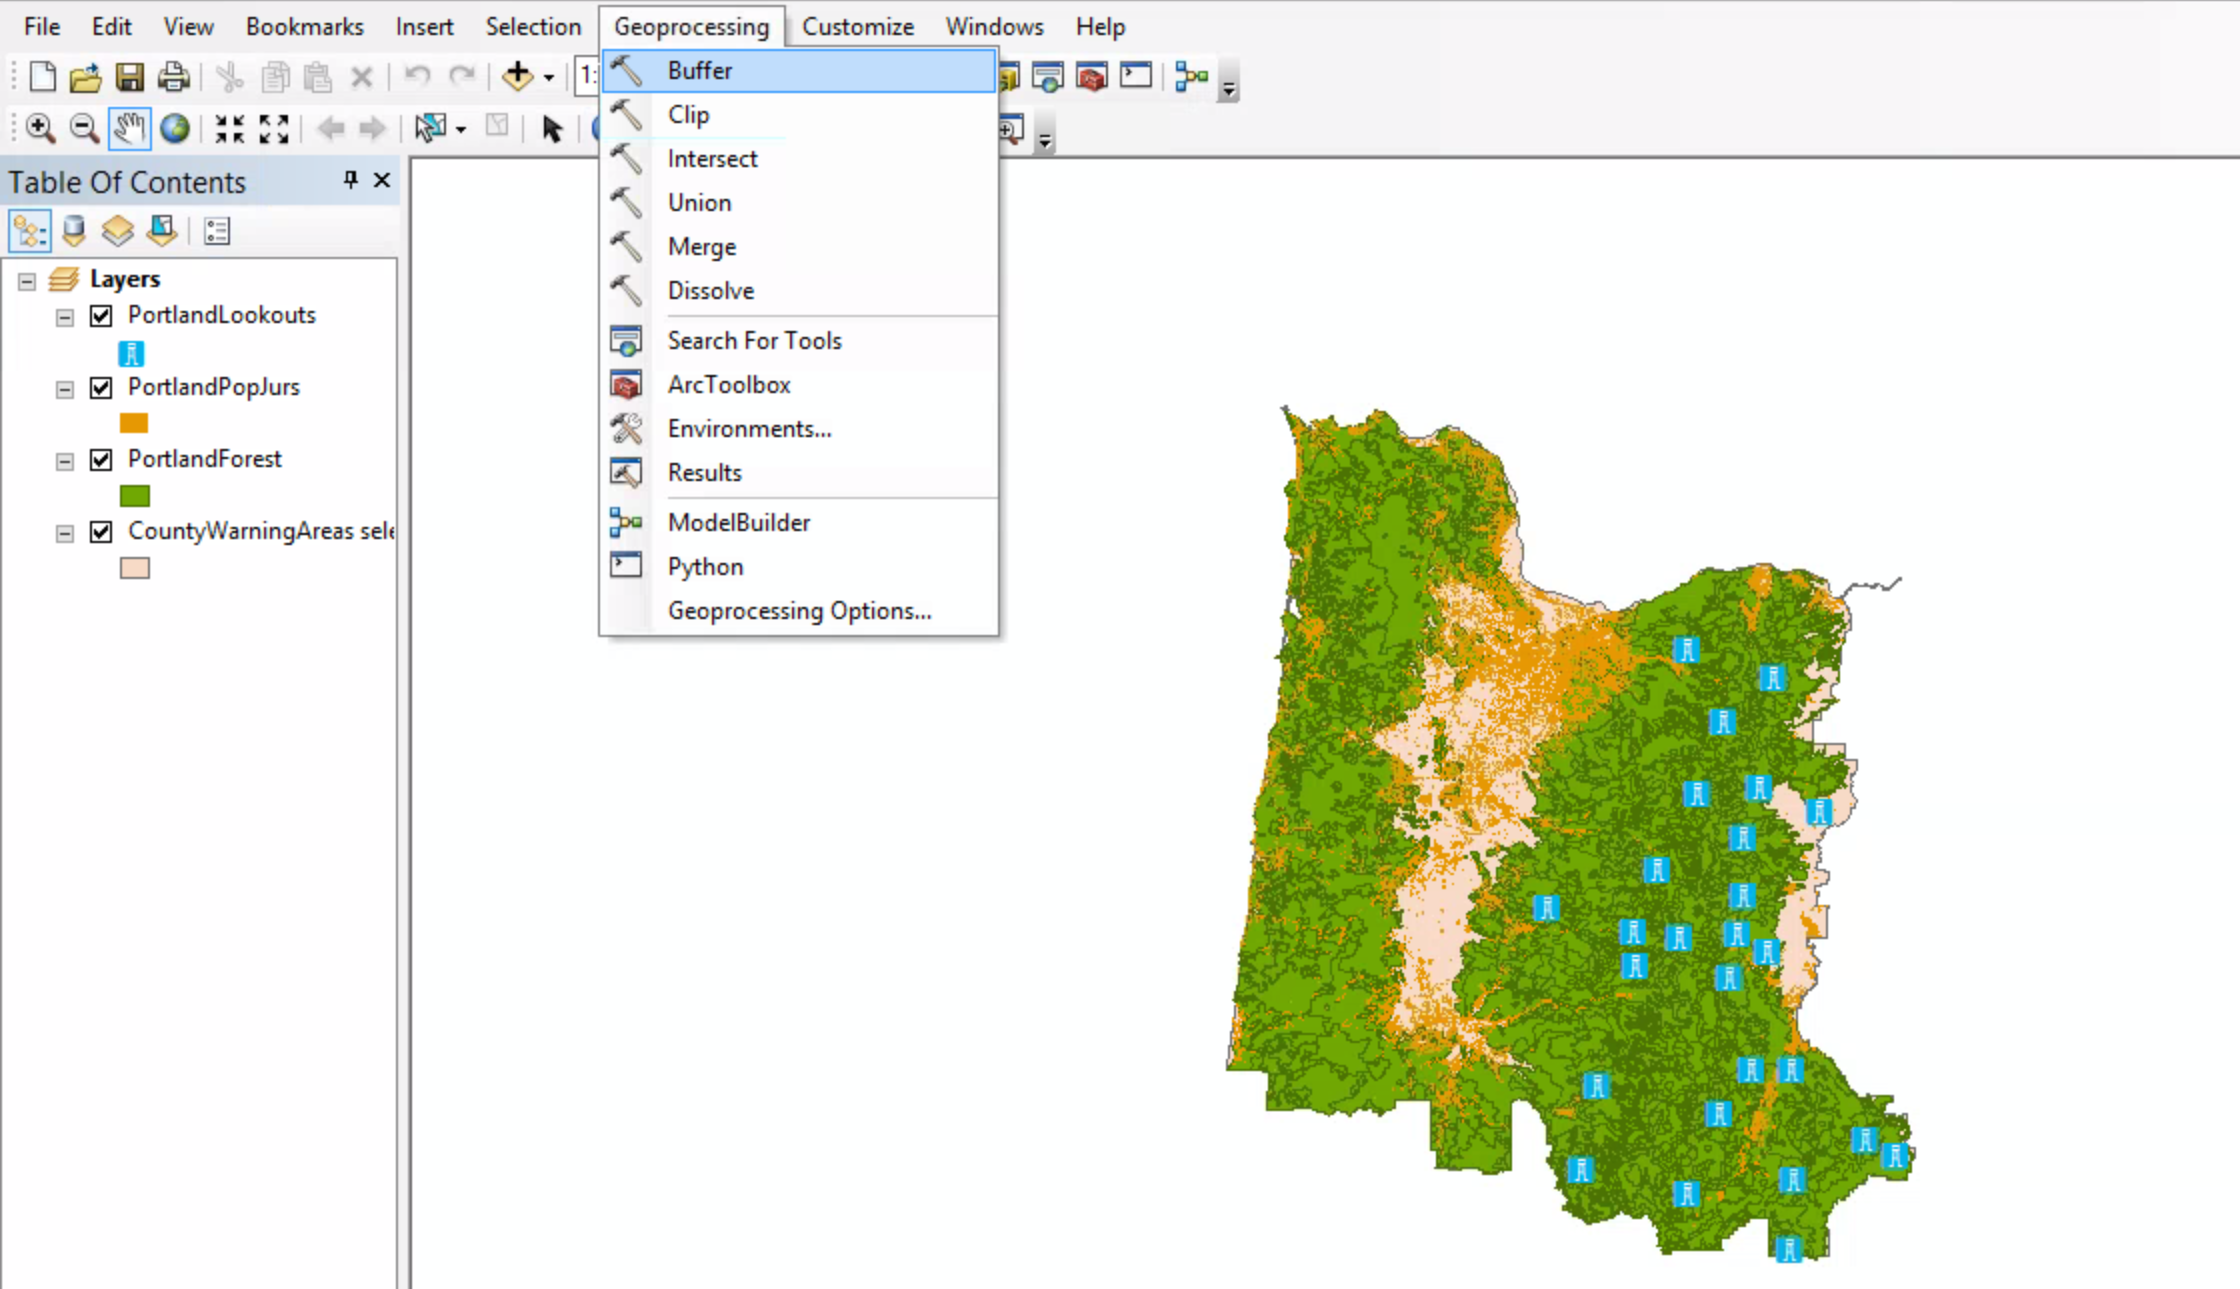 File Edit View Bookmarks Insert Selection Geoprocessing Customize Windows Help
1:
Buffer
Clip
Intersect
Union
Merge
Dissolve
Search For Tools
ArcToolbox
Environments...
Results
ModelBuilder
Python
Geoprocessing Options...
Table Of Contents
Layers
PortlandLookouts
PortlandPopJurs
PortlandForest
CountyWarningAreas sele